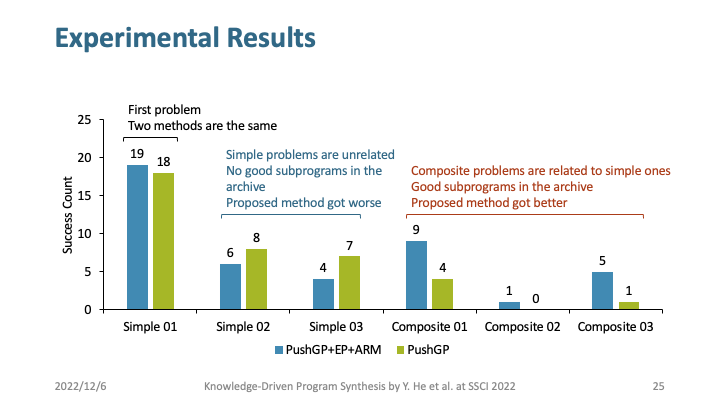 Experimental Results
First problem
Two methods are the same
Simple problems are unrelated
No good subprograms in the
archive
Proposed method got worse
Composite problems are related to simple ones
Good subprograms in the archive
Proposed method got better
Success Count
25
20
15
10
5
0
19
18
6
8
4
7
9
4
1
0
5
1
Simple 01
Simple 02
Simple 03
Composite 01
Composite 02
Composite 03
PushGP+EP+ARM
PushGP
2022/12/6
Knowledge-Driven Program Synthesis by Y. He et al. at SSCI 2022
25